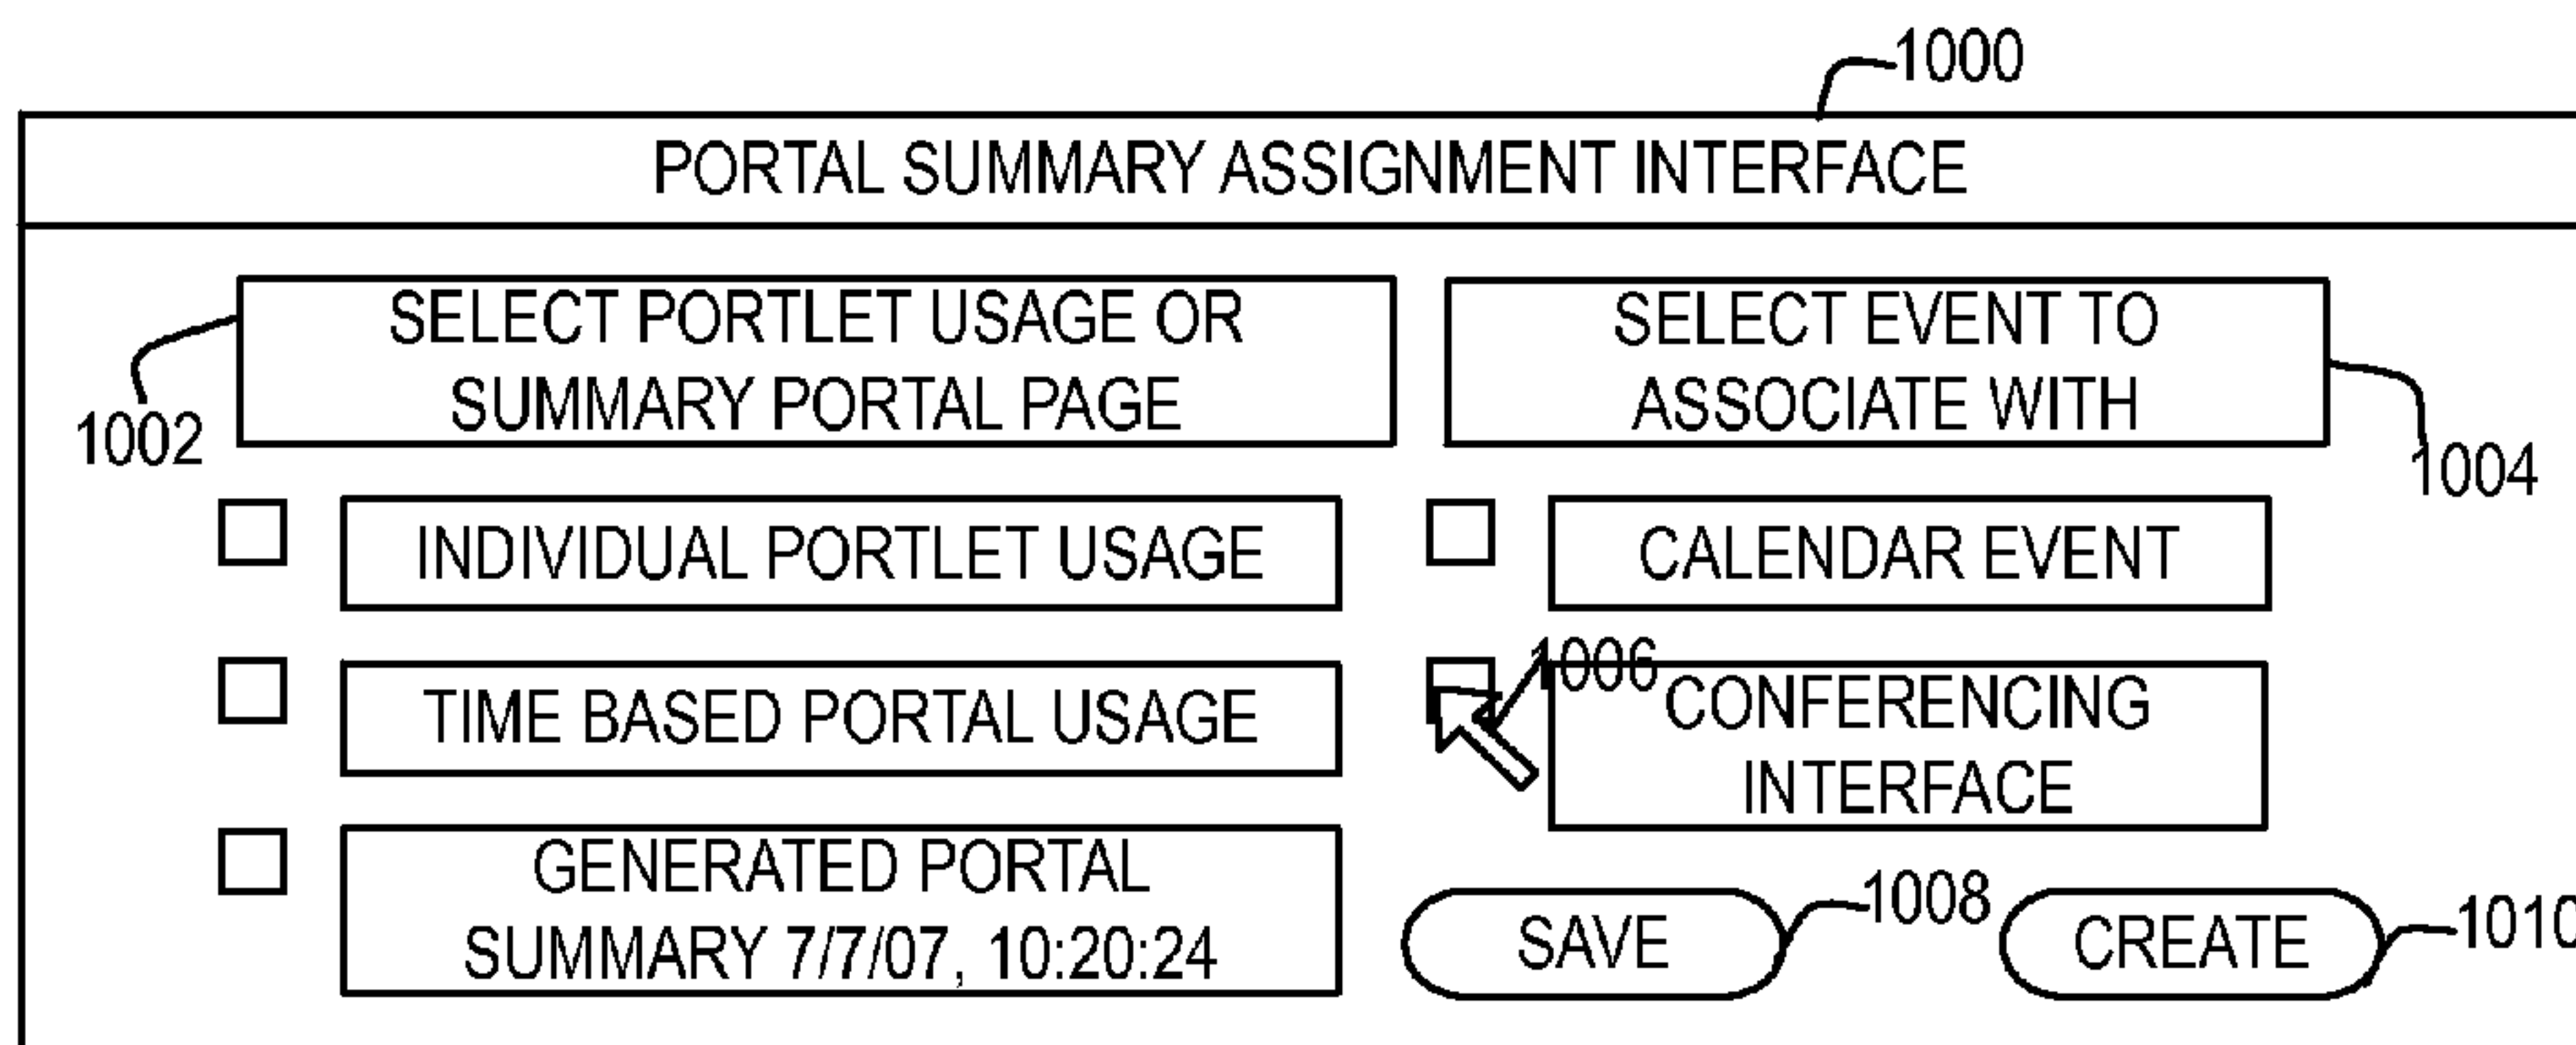 1000
PORTAL SUMMARY ASSIGNMENT INTERFACE
SELECT PORTLET USAGE OR
SUMMARY PORTAL PAGE
1002
SELECT EVENT TO
ASSOCIATE WITH
1004
INDIVIDUAL PORTLET USAGE
CALENDAR EVENT
TIME BASED PORTAL USAGE
1006
CONFERENCING
INTERFACE
GENERATED PORTAL
SUMMARY 7/7/07, 10:20:24
SAVE
1008
CREATE
1010